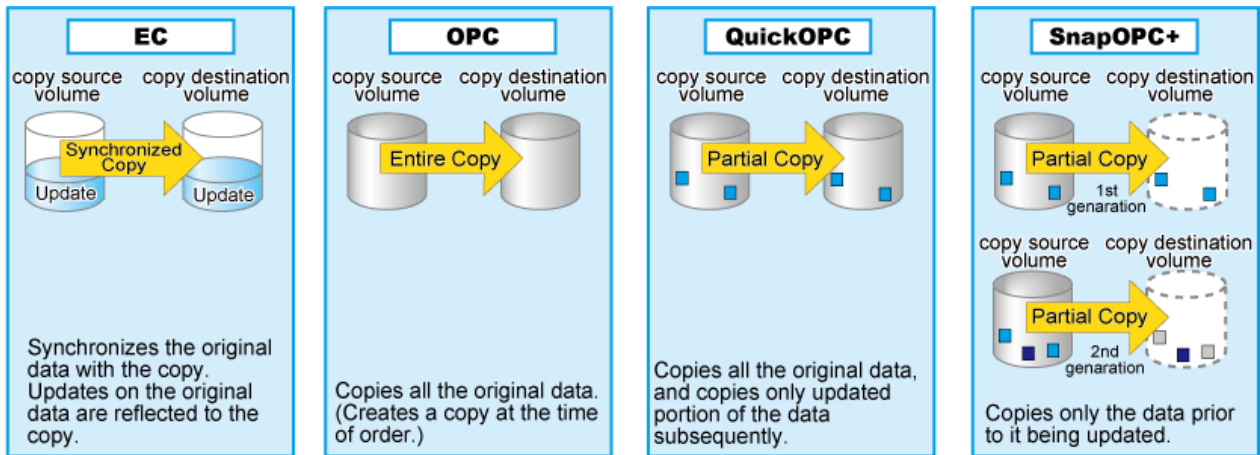 EC
copy source
volume
copy destination
volume
Synchronized
Copy
Update
Update
Synchronizes the original
data with the copy.
Updates on the original
data are reflected to the
copy.
OPC
copy source
volume
copy destination
volume
Entire Copy
Copies all the original data.
(Creates a copy at the time
of order.)
QuickOPC
copy source
volume
copy destination
volume
Partial Copy
Copies all the original data,
and copies only updated
portion of the data
subsequently.
SnapOPC+
copy source
volume
copy destination
volume
Partial Copy
1st
genaration
copy source
volume
copy destination
volume
Partial Copy
2nd
genaration
Copies only the data prior
to it being updated.